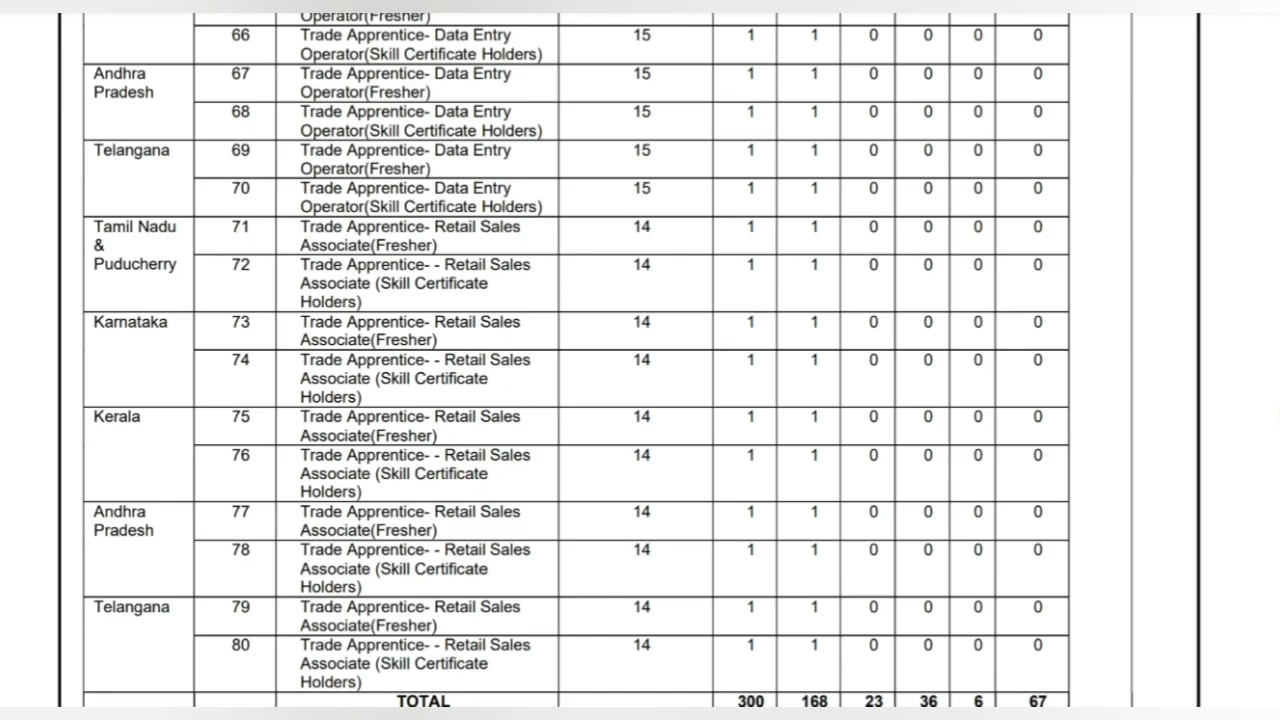 Operator(Fresher)
66 Trade Apprentice- Data Entry 15 1 1 0 0 0 0
Operator(Skill Certificate Holders)
Andhra 67 Trade Apprentice- Data Entry 15 1 1 0 0 0 0
Pradesh Operator(Fresher)
68 Trade Apprentice- Data Entry 15 1 1 0 0 0 0
Operator(Skill Certificate Holders)
Telangana 69 Trade Apprentice- Data Entry 15 1 1 0 0 0 0
Operator(Fresher)
70 Trade Apprentice- Data Entry 15 1 1 0 0 0 0
Operator(Skill Certificate Holders)
Tamil Nadu 71 Trade Apprentice- Retail Sales 14 1 1 0 0 0 0
& Associate(Fresher)
Puducherry 72 Trade Apprentice- - Retail Sales 14 1 1 0 0 0 0
Associate (Skill Certificate
Holders)
Karnataka 73 Trade Apprentice- Retail Sales 14 1 1 0 0 0 0
Associate(Fresher)
74 Trade Apprentice- - Retail Sales 14 1 1 0 0 0 0
Associate (Skill Certificate
Holders)
Kerala 75 Trade Apprentice- Retail Sales 14 1 1 0 0 0 0
Associate(Fresher)
76 Trade Apprentice- - Retail Sales 14 1 1 0 0 0 0
Associate (Skill Certificate
Holders)
Andhra 77 Trade Apprentice- Retail Sales 14 1 1 0 0 0 0
Pradesh Associate(Fresher)
78 Trade Apprentice- - Retail Sales 14 1 1 0 0 0 0
Associate (Skill Certificate
Holders)
Telangana 79 Trade Apprentice- Retail Sales 14 1 1 0 0 0 0
Associate(Fresher)
80 Trade Apprentice- - Retail Sales 14 1 1 0 0 0 0
Associate (Skill Certificate
Holders)
TOTAL 300 168 23 36 6 67